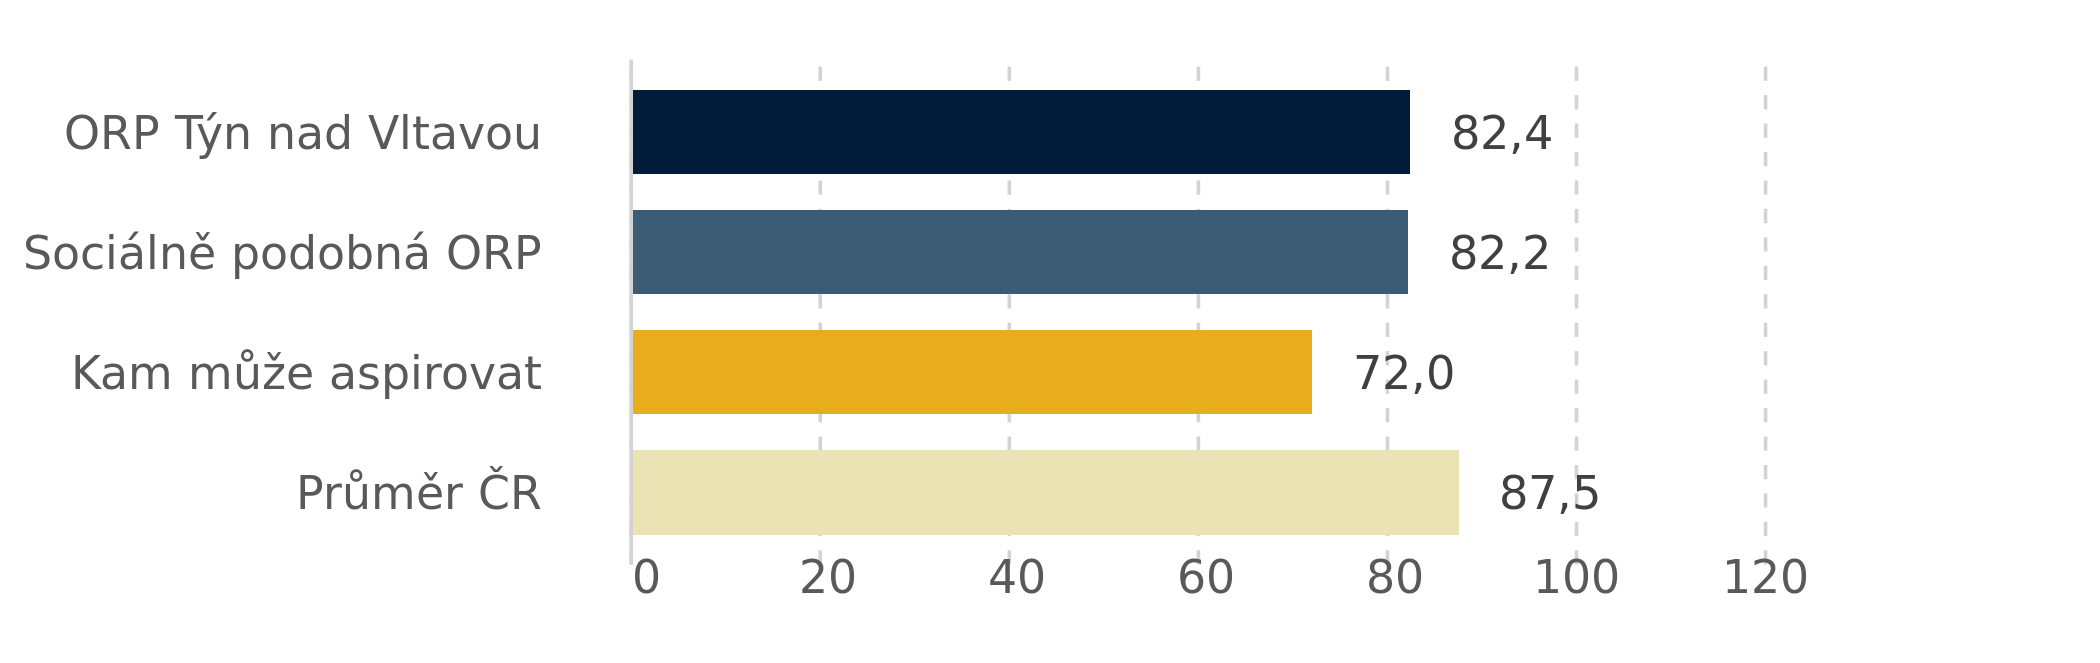 ORP Týn nad Vltavou 82,4
Sociálně podobná ORP 82,2
Kam může aspirovat 72,0
Průměr ČR 87,5
0 20 40 60 80 100 120